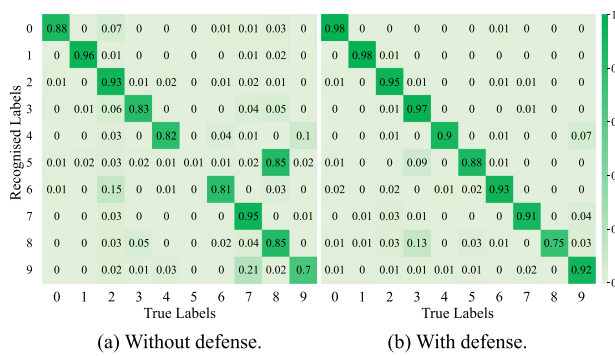 Recognised Labels
0 0.88 0 0.07 0 0 0 0.01 0.01 0.03 0
1 0 0.96 0.01 0 0 0 0 0.01 0.02 0
2 0.01 0 0.93 0.01 0.02 0 0.01 0.02 0.01 0
3 0 0.01 0.06 0.83 0 0 0 0.04 0.05 0
4 0 0 0.03 0 0.82 0 0.04 0.01 0 0.1
5 0.01 0.02 0.03 0.02 0.01 0.01 0.01 0.02 0.85 0.02
6 0.01 0 0.15 0 0.01 0 0.81 0 0.03 0
7 0 0 0.03 0 0 0 0 0.95 0 0.01
8 0 0 0.03 0.05 0 0 0.02 0.04 0.85 0
9 0 0 0.02 0.01 0.03 0 0 0.21 0.02 0.7
0 1 2 3 4 5 6 7 8 9
True Labels
(a) Without defense.
0.98 0 0 0 0 0 0.01 0 0 0
0 0.98 0.01 0 0 0 0 0 0 0
0.01 0 0.95 0.01 0 0 0.01 0.01 0 0
0 0 0.01 0.97 0 0 0 0.01 0 0
0 0 0.01 0 0.9 0 0.01 0 0 0.07
0 0 0 0.09 0 0.88 0.01 0 0 0
0.02 0 0.02 0 0.01 0.02 0.93 0 0 0
0 0.01 0.03 0.01 0 0 0 0.91 0 0.04
0.01 0.01 0.03 0.13 0 0.03 0.01 0 0.75 0.03
0.01 0 0 0.01 0.01 0.01 0 0.02 0 0.92
0 1 2 3 4 5 6 7 8 9
True Labels
(b) With defense.